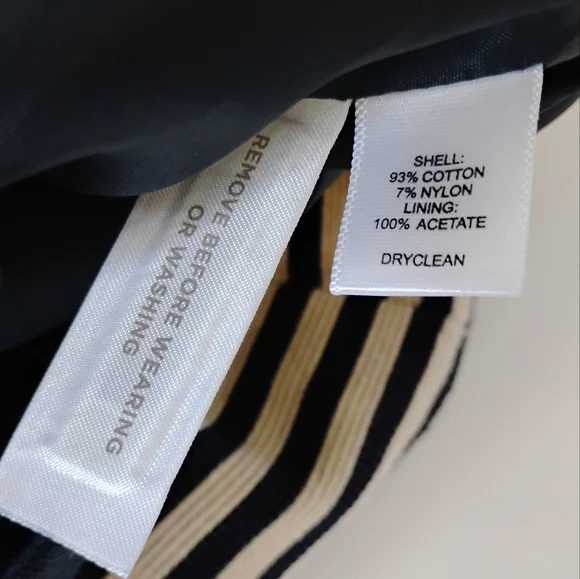 REMOVE BEFORE WEARING
OR WASHING
SHELL:
93% COTTON
7% NYLON
LINING:
100% ACETATE
DRYCLEAN